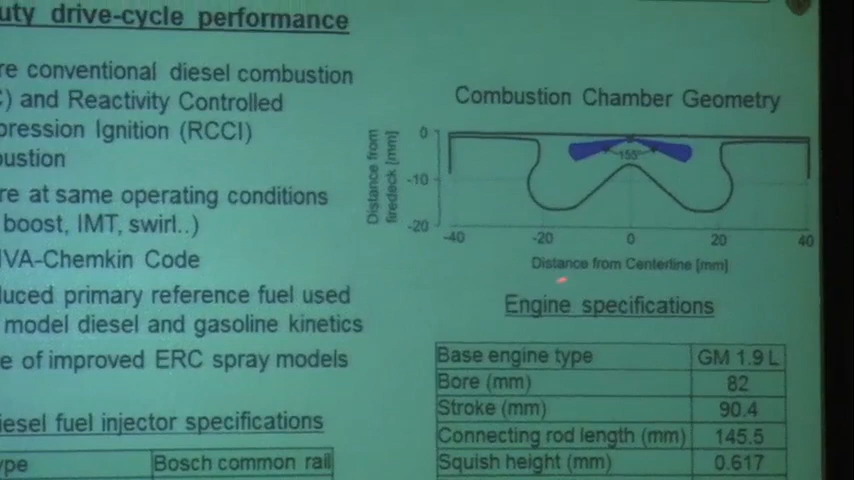 uty drive-cycle performance
re conventional diesel combustion
C) and Reactivity Controlled
pression Ignition (RCCI)
bustion
re at same operating conditions
boost, IMT, swirl..)
IVA-Chemkin Code
duced primary reference fuel used
model diesel and gasoline kinetics
e of improved ERC spray models
iesel fuel injector specifications
ype Bosch common rail
Combustion Chamber Geometry
Distance from
firedeck [mm]
0
-10
-20
155°
-40 -20 0 20 40
Distance from Centerline [mm]
Engine specifications
Base engine type GM 1.9 L
Bore (mm) 82
Stroke (mm) 90.4
Connecting rod length (mm) 145.5
Squish height (mm) 0.617